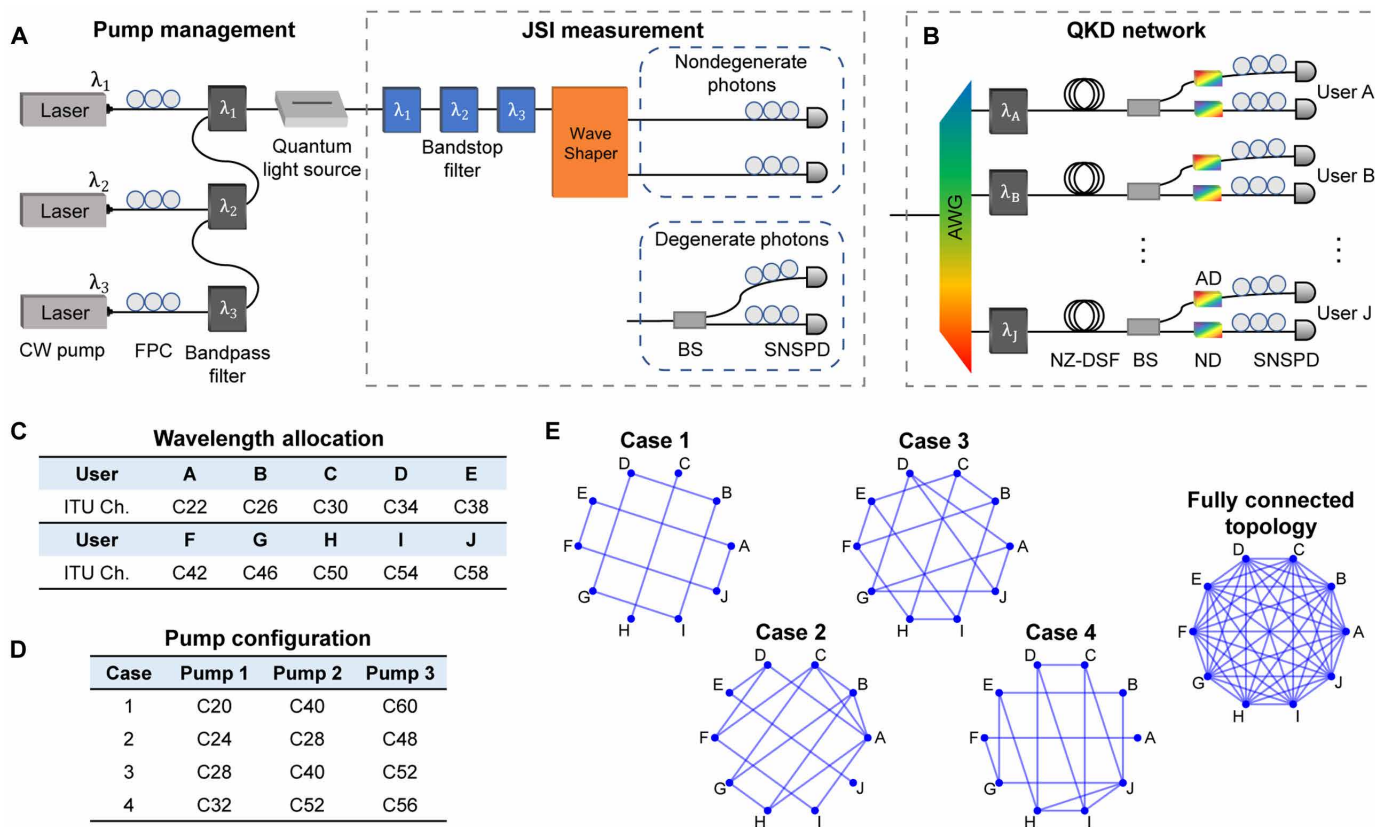 A
Pump management
JSI measurement
B
QKD network
λ1
Laser
λ1
λ2
Laser
λ2
λ3
Laser
λ3
CW pump
FPC
Bandpass
filter
Quantum
light source
λ1
λ2
λ3
Bandstop
filter
Wave
Shaper
Nondegenerate
photons
Degenerate photons
BS
SNSPD
AWG
λA
User A
λB
User B
⋮
⋮
λJ
AD
User J
NZ-DSF
BS
ND
SNSPD
C
Wavelength allocation
User A B C D E
ITU Ch. C22 C26 C30 C34 C38
User F G H I J
ITU Ch. C42 C46 C50 C54 C58
D
Pump configuration
Case Pump 1 Pump 2 Pump 3
1 C20 C40 C60
2 C24 C28 C48
3 C28 C40 C52
4 C32 C52 C56
E
Case 1
D
C
E
B
F
A
G
J
H
I
Case 3
D
C
E
B
F
A
G
J
H
I
Case 2
D
C
E
B
F
A
G
J
H
I
Case 4
D
C
E
B
F
A
G
J
H
I
Fully connected
topology
D
C
E
B
F
A
G
J
H
I